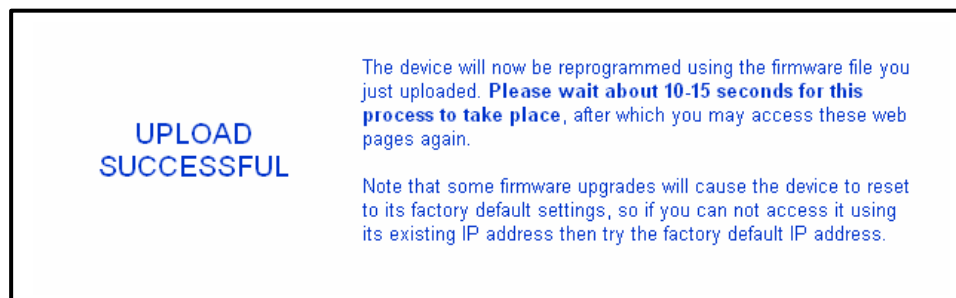 UPLOAD
SUCCESSFUL
The device will now be reprogrammed using the firmware file you
just uploaded. Please wait about 10-15 seconds for this
process to take place, after which you may access these web
pages again.
Note that some firmware upgrades will cause the device to reset
to its factory default settings, so if you can not access it using
its existing IP address then try the factory default IP address.